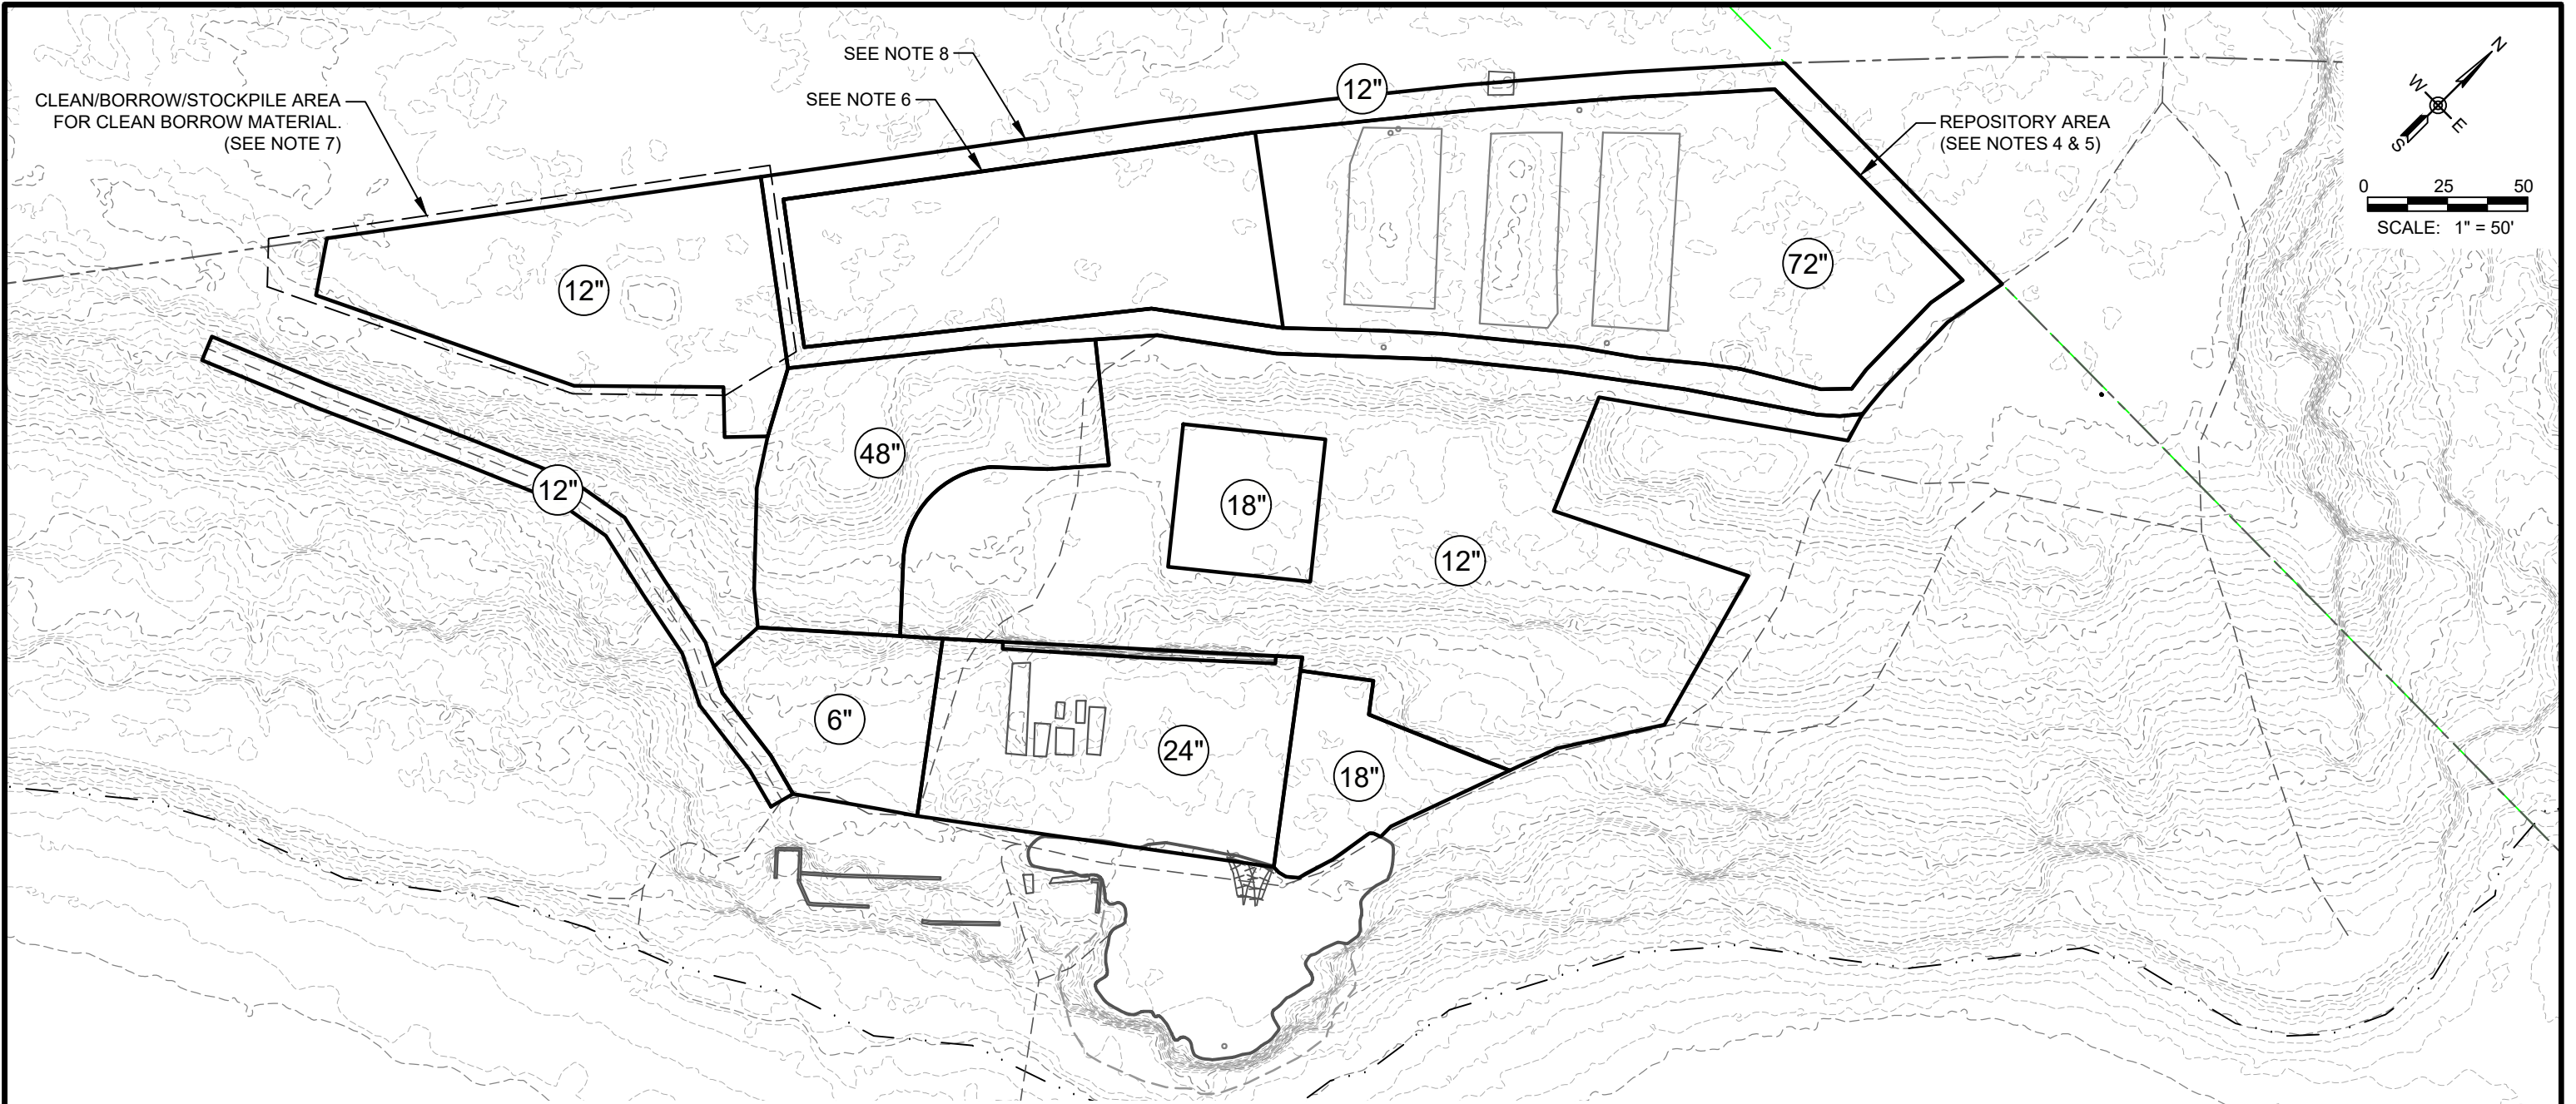 SEE NOTE 8
SEE NOTE 6
CLEAN/BORROW/STOCKPILE AREA
FOR CLEAN BORROW MATERIAL.
(SEE NOTE 7)
12"
REPOSITORY AREA
(SEE NOTES 4 & 5)
N
W
E
S
0 25 50
SCALE: 1" = 50'
12"
72"
12"
48"
18"
12"
6"
24"
18"